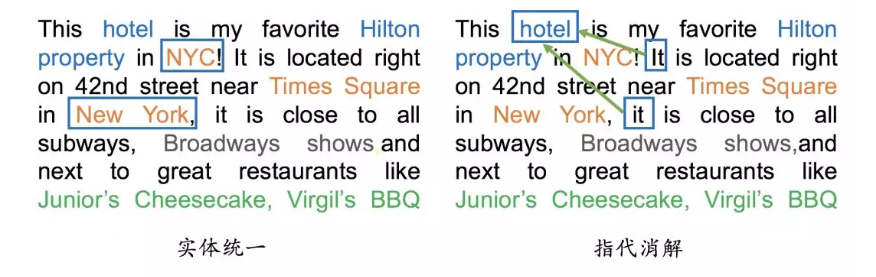 This hotel is my favorite Hilton
property in NYC! It is located right
on 42nd street near Times Square
in New York, it is close to all
subways, Broadways shows and
next to great restaurants like
Junior's Cheesecake, Virgil's BBQ
实体统一
This hotel is my favorite Hilton
property in NYC! It is located right
on 42nd street near Times Square
in New York, it is close to all
subways, Broadways shows,and
next to great restaurants like
Junior's Cheesecake, Virgil's BBQ
指代消解